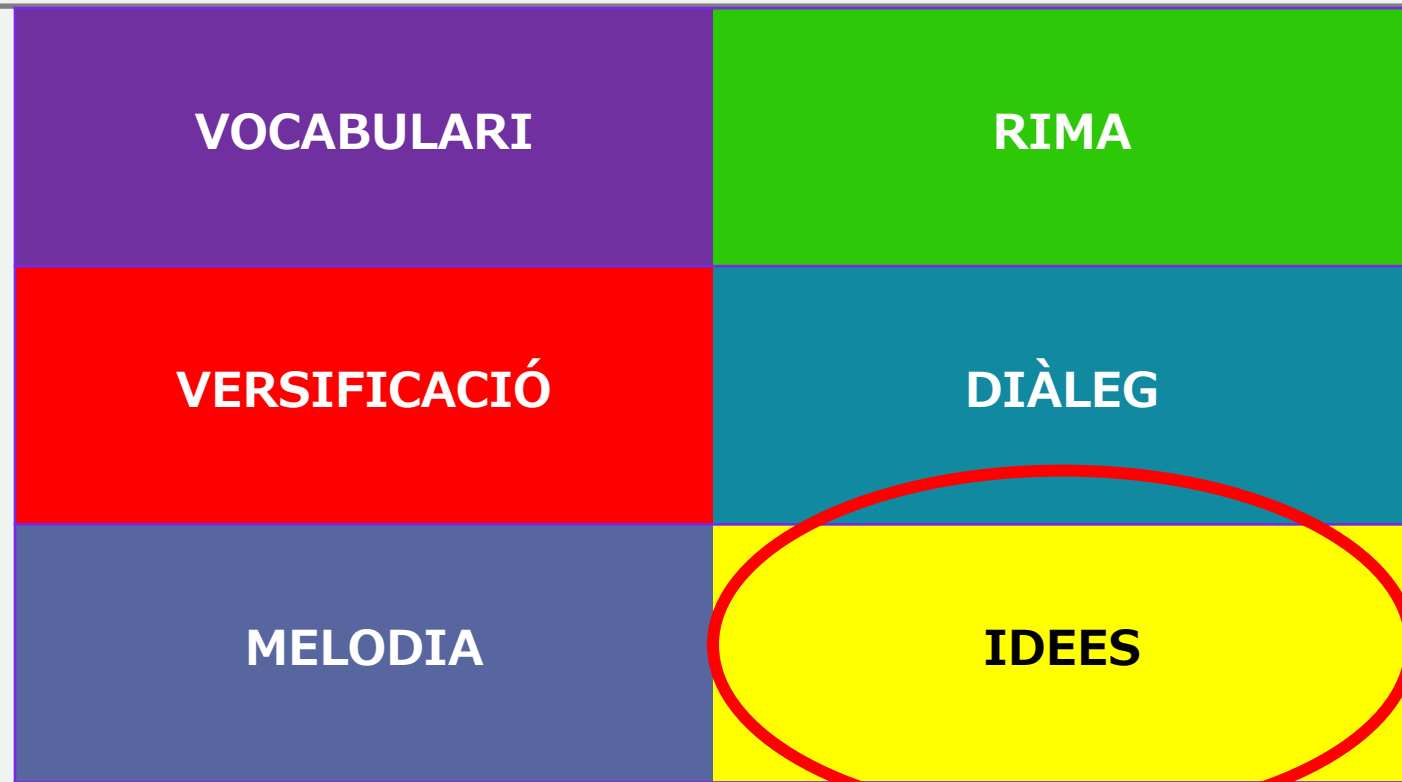 VOCABULARI
RIMA
VERSIFICACIÓ
DIÀLEG
MELODIA
IDEES